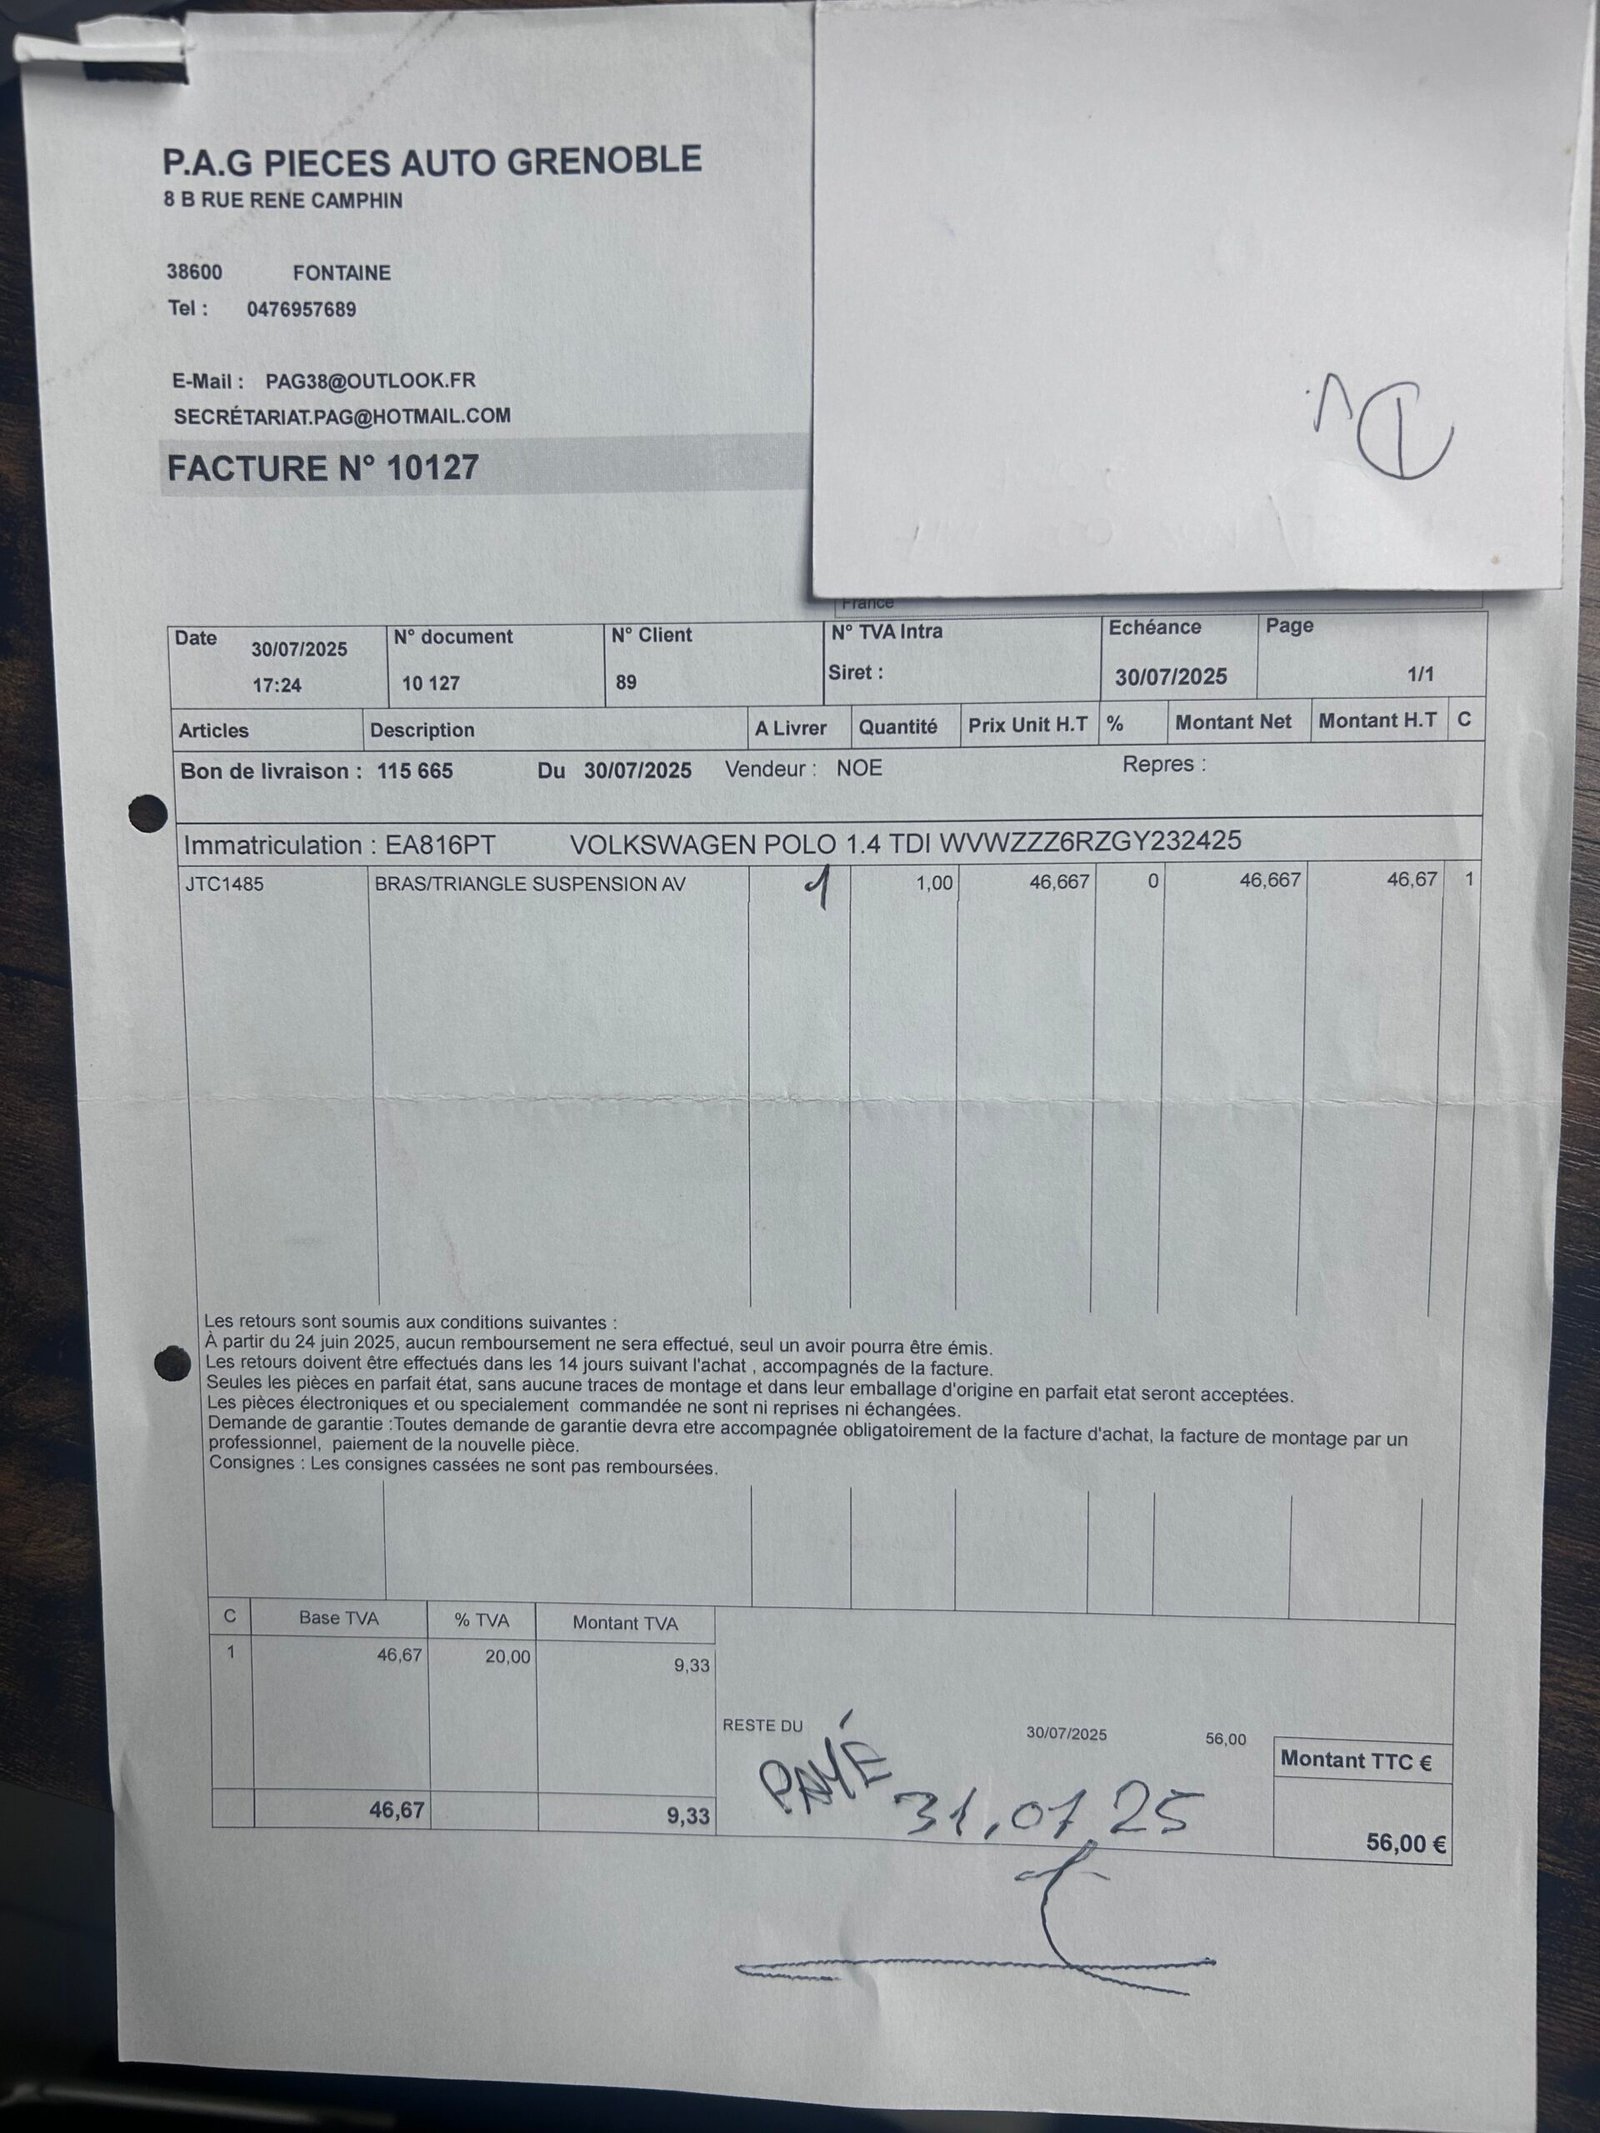 P.A.G PIECES AUTO GRENOBLE
8 B RUE RENE CAMPHIN
38600 FONTAINE
Tel : 0476957689
E-Mail : PAG38@OUTLOOK.FR
SECRÉTARIAT.PAG@HOTMAIL.COM
FACTURE N° 10127
France
Date 30/07/2025 17:24
N° document 10 127
N° Client 89
N° TVA Intra
Siret :
Echéance 30/07/2025
Page 1/1
Articles Description A Livrer Quantité Prix Unit H.T % Montant Net Montant H.T C
Bon de livraison : 115 665 Du 30/07/2025 Vendeur : NOE Repres :
Immatriculation : EA816PT VOLKSWAGEN POLO 1.4 TDI WVWZZZ6RZGY232425
JTC1485 BRAS/TRIANGLE SUSPENSION AV 1 1,00 46,667 0 46,667 46,67 1
Les retours sont soumis aux conditions suivantes :
À partir du 24 juin 2025, aucun remboursement ne sera effectué, seul un avoir pourra être émis.
Les retours doivent être effectués dans les 14 jours suivant l'achat , accompagnés de la facture.
Seules les pièces en parfait état, sans aucune traces de montage et dans leur emballage d'origine en parfait etat seront acceptées.
Les pièces électroniques et ou specialement commandée ne sont ni reprises ni échangées.
Demande de garantie :Toutes demande de garantie devra etre accompagnée obligatoirement de la facture d'achat, la facture de montage par un
professionnel, paiement de la nouvelle pièce.
Consignes : Les consignes cassées ne sont pas remboursées.
C Base TVA % TVA Montant TVA
1 46,67 20,00 9,33
RESTE DU 30/07/2025 56,00
Montant TTC €
PAYÉ 31,07,25
46,67 9,33
56,00 €